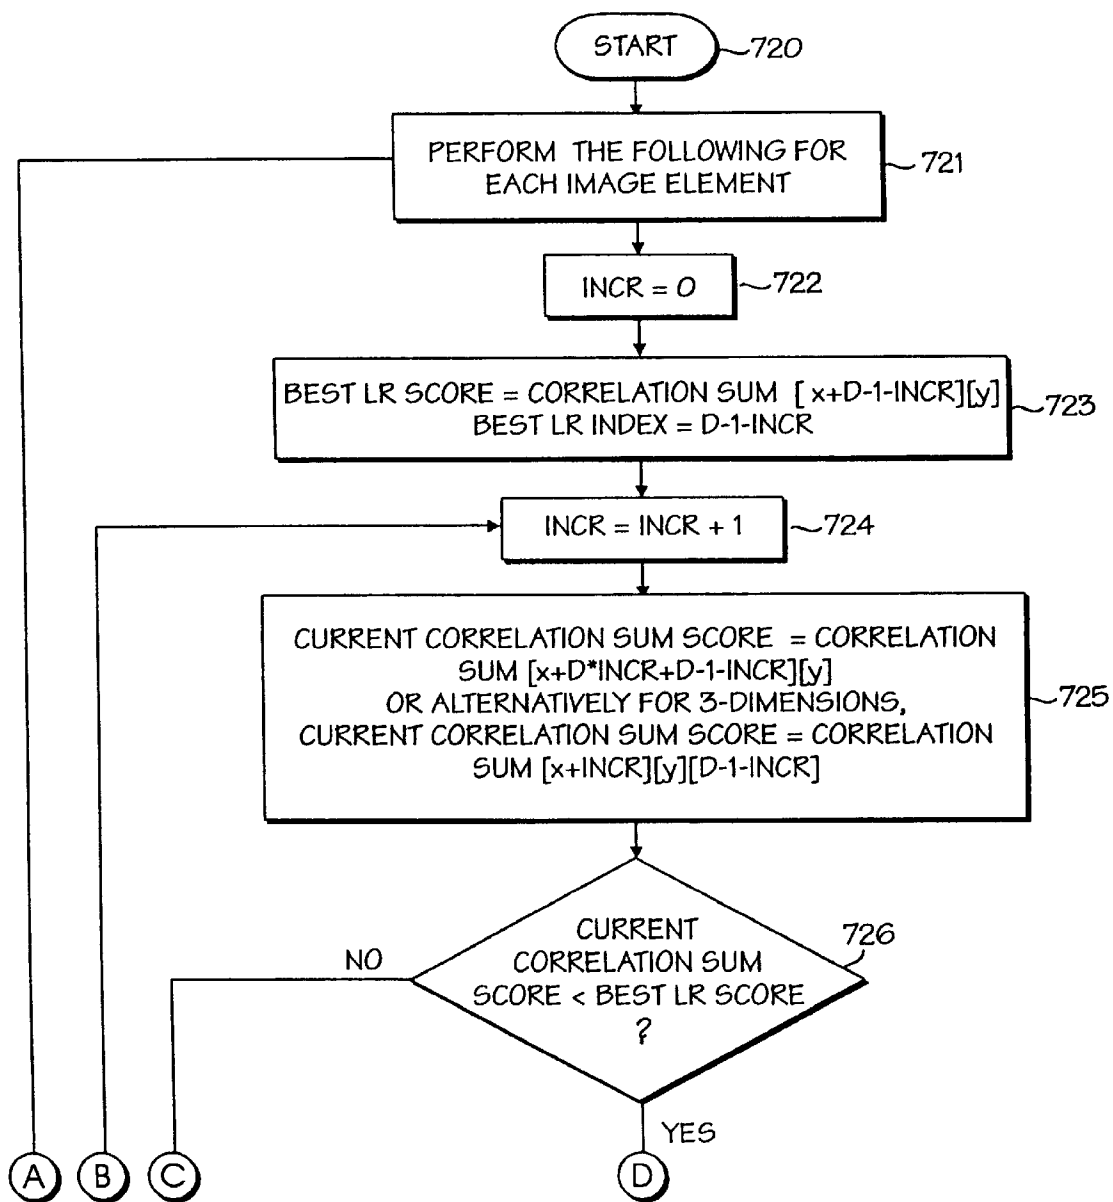 START
720
PERFORM THE FOLLOWING FOR
EACH IMAGE ELEMENT
721
INCR = 0
722
BEST LR SCORE = CORRELATION SUM [ x+D-1-INCR][y]
BEST LR INDEX = D-1-INCR
723
INCR = INCR + 1
724
CURRENT CORRELATION SUM SCORE = CORRELATION
SUM [x+D*INCR+D-1-INCR][y]
OR ALTERNATIVELY FOR 3-DIMENSIONS,
CURRENT CORRELATION SUM SCORE = CORRELATION
SUM [x+INCR][y][D-1-INCR]
725
CURRENT
CORRELATION SUM
SCORE < BEST LR SCORE
?
726
NO
YES
A
B
C
D